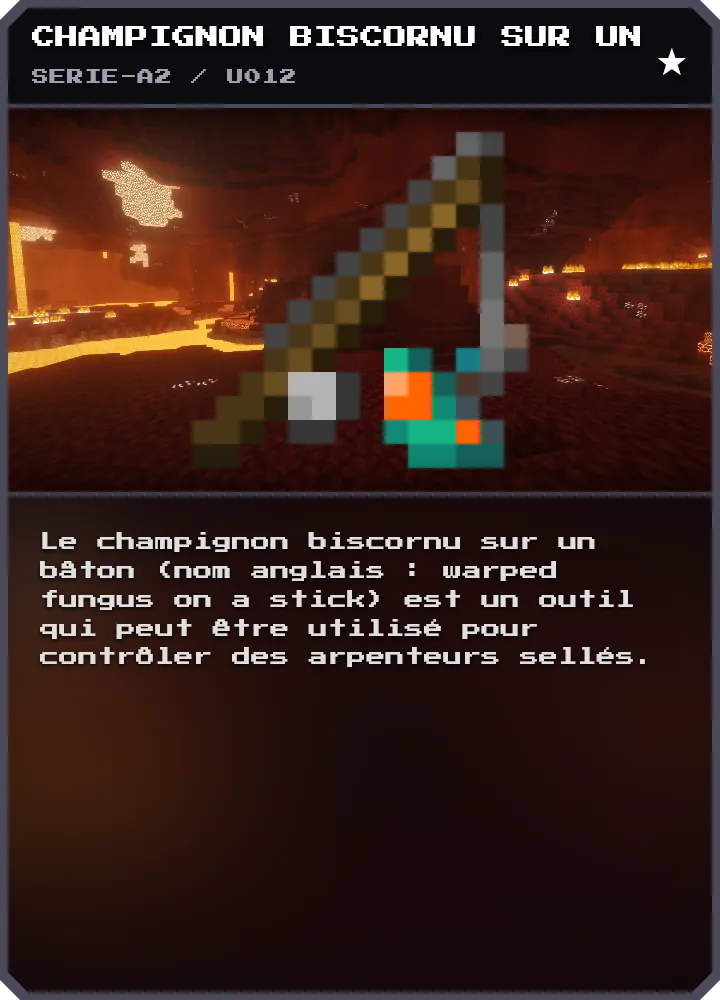 CHAMPIGNON BISCORNU SUR UN
SERIE-A2 / U012
Le champignon biscornu sur un
bâton (nom anglais : warped
fungus on a stick) est un outil
qui peut être utilisé pour
contrôler des arpenteurs sellés.